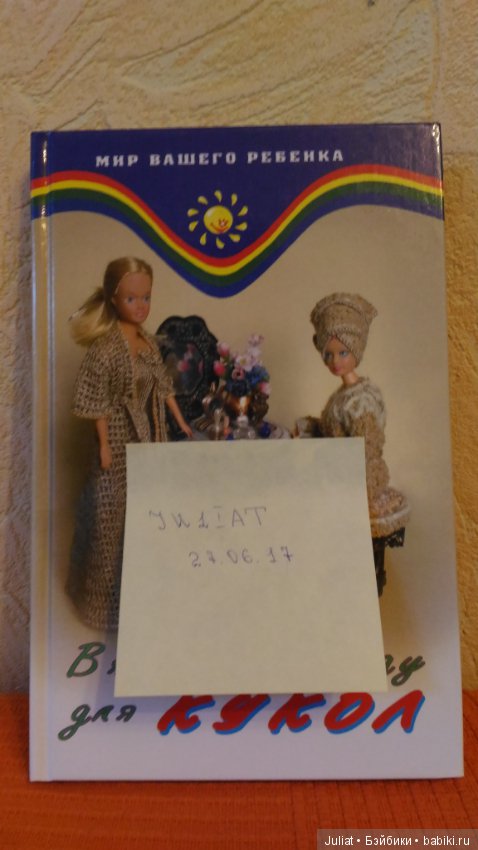 МИР ВАШЕГО РЕБЕНКА
JULIAT
27.06.17
для КУКОЛ
Juliat • Бэйбики • babiki.ru